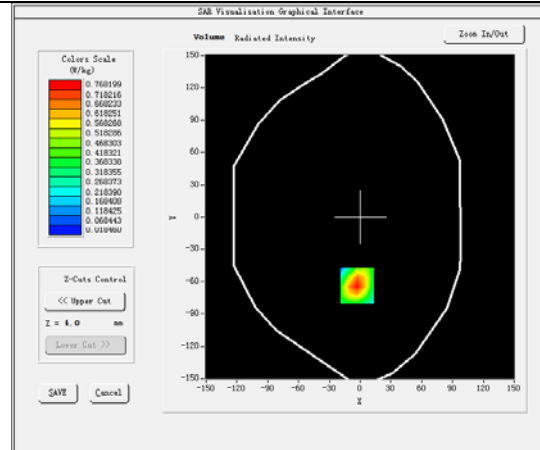 SAR Visualisation Graphical Interface
Volume Radiated Intensity
Zoom In/Out
Colors Scale
(W/kg)
0.768199
0.718216
0.668233
0.618251
0.568268
0.518286
0.468303
0.418321
0.368338
0.318355
0.268373
0.218390
0.168408
0.118425
0.068443
0.018460
150
120
90
60
30
0
-30
-60
-90
-120
-150
Y
-150 -120 -90 -60 -30 0 30 60 90 120 150
X
Z-Cuts Control
<< Upper Cut
Z = 4.0 mm
Lower Cut >>
SAVE Cancel